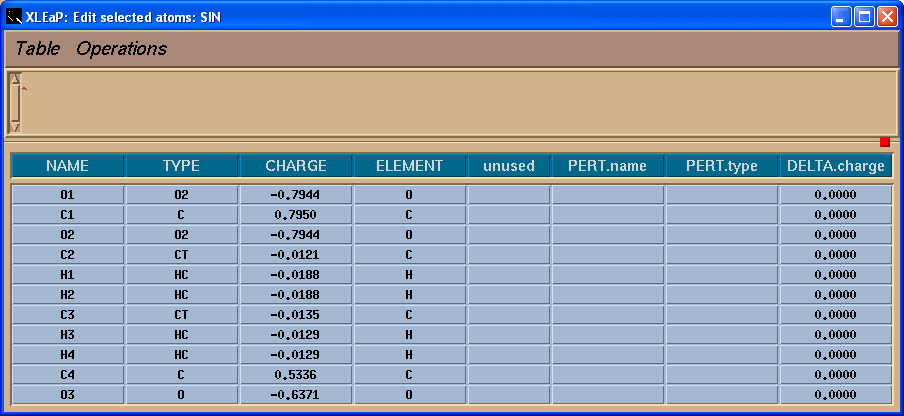 XLEaP: Edit selected atoms: SIN
Table Operations
NAME TYPE CHARGE ELEMENT unused PERT.name PERT.type DELTA.charge
O1 O2 -0.7944 O 0.0000
C1 C 0.7950 C 0.0000
O2 O2 -0.7944 O 0.0000
C2 CT -0.0121 C 0.0000
H1 HC -0.0188 H 0.0000
H2 HC -0.0188 H 0.0000
C3 CT -0.0135 C 0.0000
H3 HC -0.0129 H 0.0000
H4 HC -0.0129 H 0.0000
C4 C 0.5336 C 0.0000
O3 O -0.6371 O 0.0000